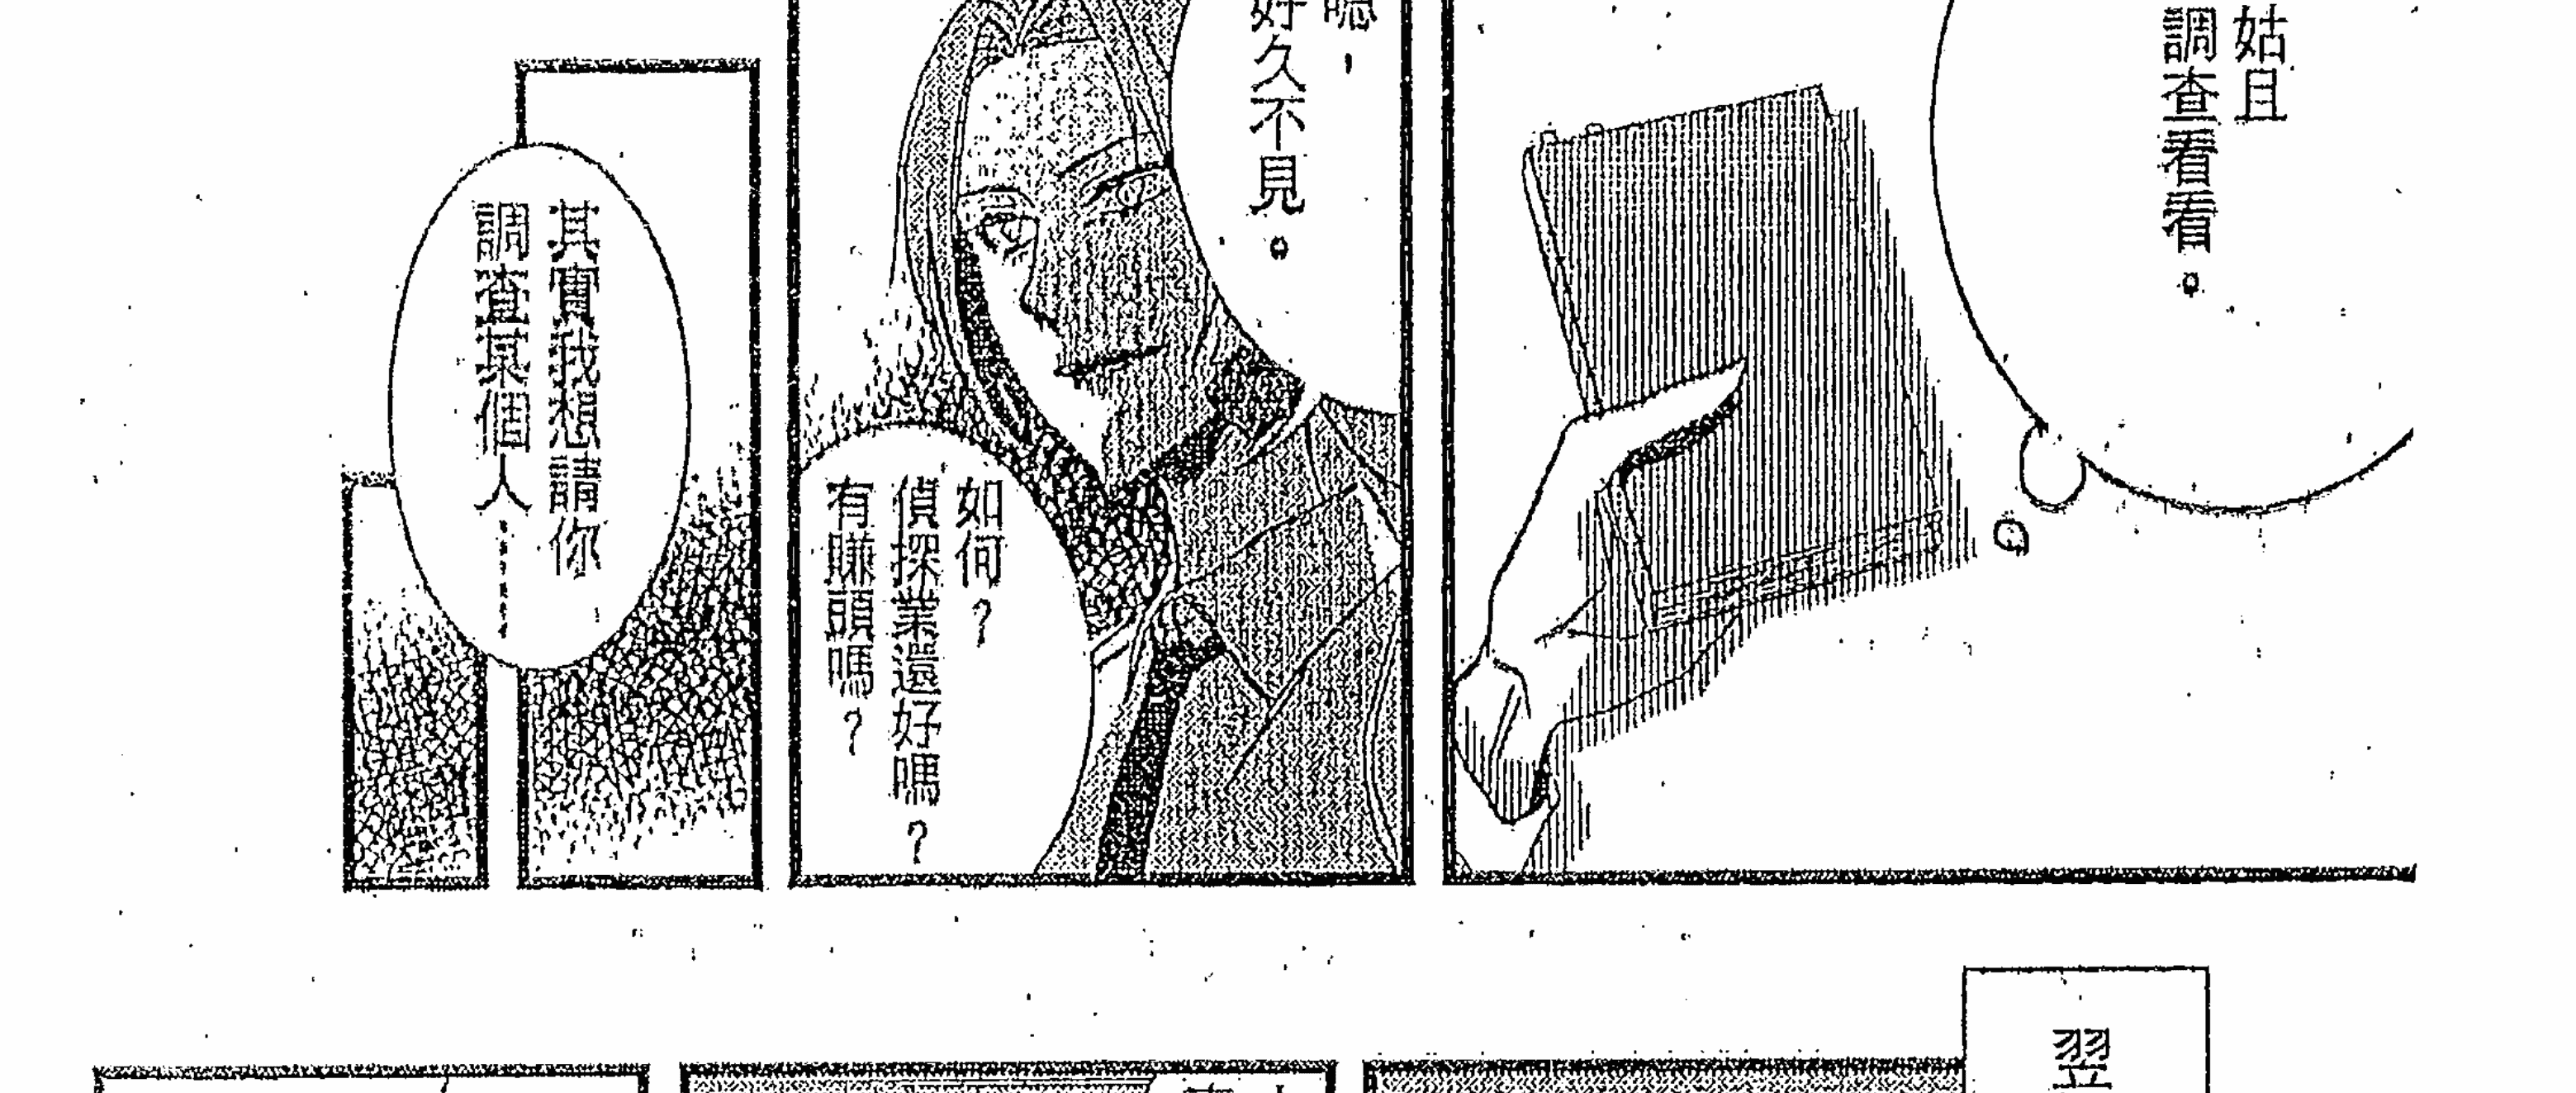 姑且
調查看看。
嗯，
好久不見。
如何？
偵探業還好嗎？
有賺頭嗎？
其實我想請你
調查某個人……
翌